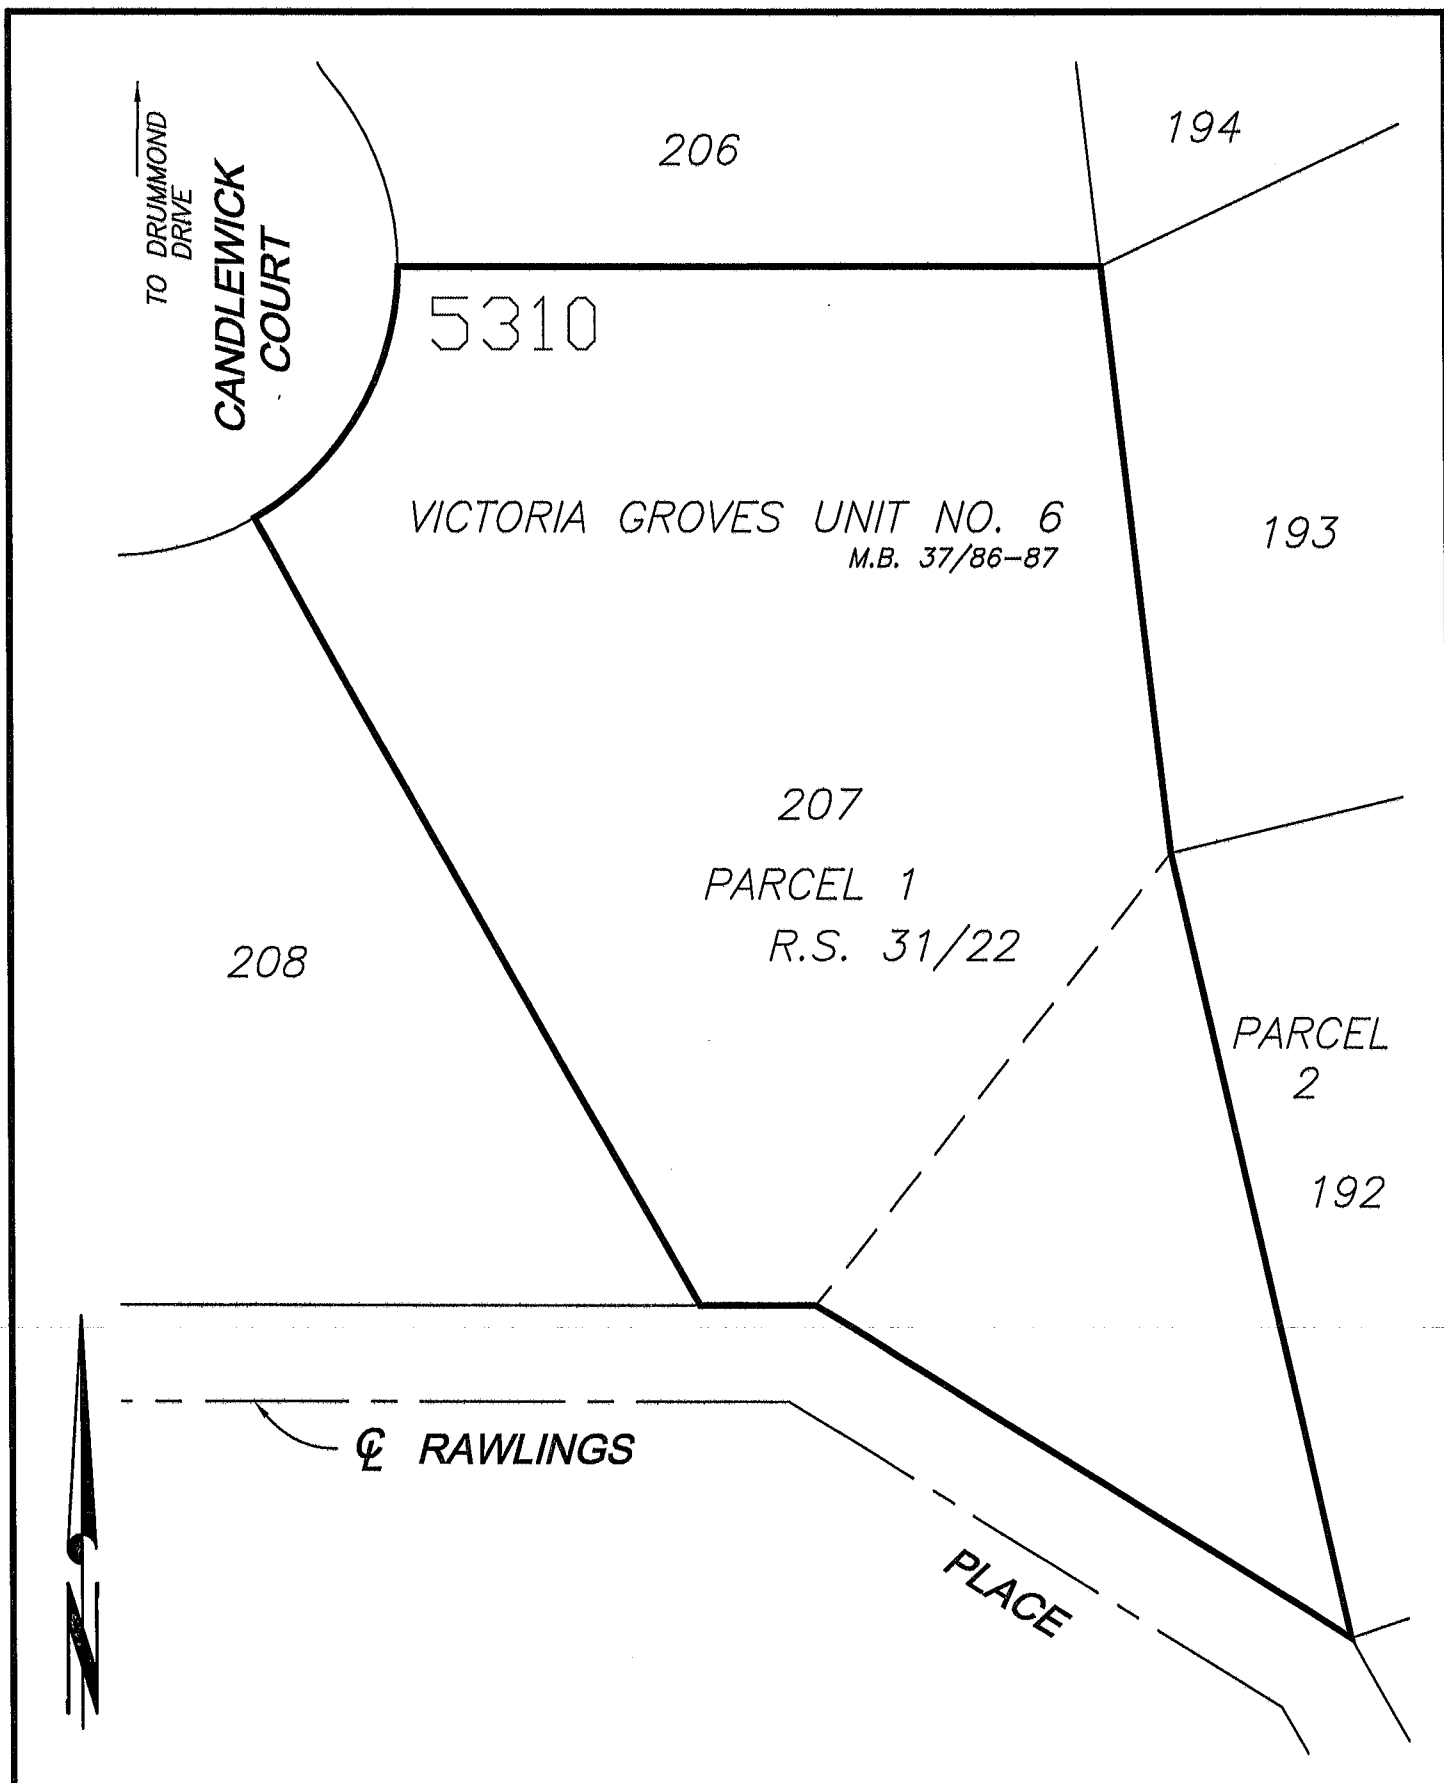 TO DRUMMOND
DRIVE
CANDLEWICK
COURT
206
194
5310
VICTORIA GROVES UNIT NO. 6
M.B. 37/86-87
193
207
PARCEL 1
R.S. 31/22
208
PARCEL
2
192
℄ RAWLINGS
PLACE
N